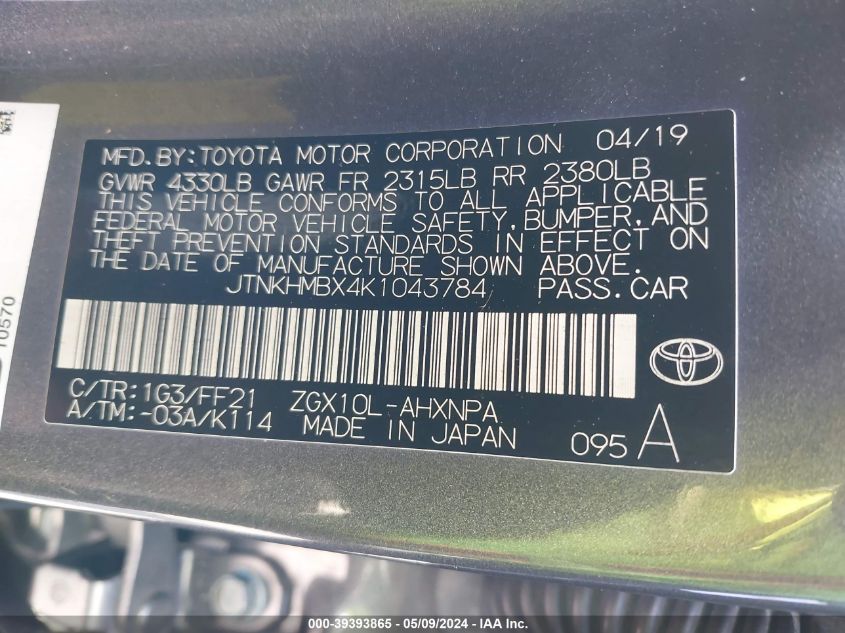 MFD.BY:TOYOTA MOTOR CORPORATION 04/19
GVWR 4330LB GAWR FR 2315LB RR 2380LB
THIS VEHICLE CONFORMS TO ALL APPLICABLE
FEDERAL MOTOR VEHICLE SAFETY,BUMPER,AND
THEFT PREVENTION STANDARDS IN EFFECT ON
THE DATE OF MANUFACTURE SHOWN ABOVE.
JTNKHMBX4K1043784 PASS.CAR
C/TR:1G3/FF21 ZGX10L-AHXNPA
A/TM:-03A/K114 MADE IN JAPAN 095 A
10570
000-39393865 / 05/09/2024 / © IAA Inc.